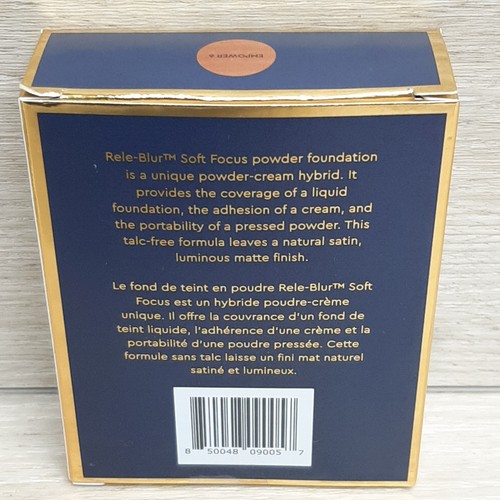 EMPOWER 6
Rele-Blur™ Soft Focus powder foundation
is a unique powder-cream hybrid. It
provides the coverage of a liquid
foundation, the adhesion of a cream, and
the portability of a pressed powder. This
talc-free formula leaves a natural satin,
luminous matte finish.
Le fond de teint en poudre Rele-Blur™ Soft
Focus est un hybride poudre-crème
unique. Il offre la couvrance d'un fond de
teint liquide, l'adhérence d'une crème et la
portabilité d'une poudre pressée. Cette
formule sans talc laisse un fini mat naturel
satiné et lumineux.
8 50048 09005 7